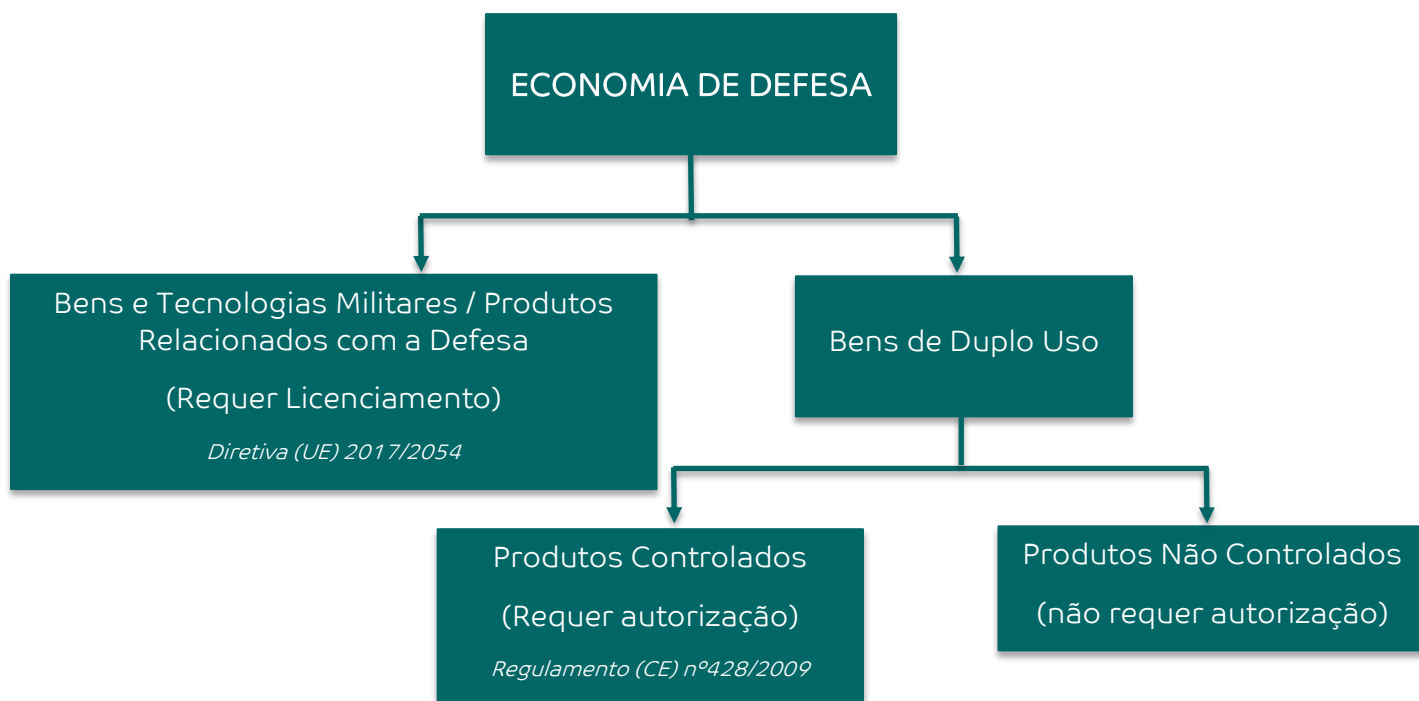 ECONOMIA DE DEFESA
Bens e Tecnologias Militares / Produtos
Relacionados com a Defesa
(Requer Licenciamento)
Diretiva (UE) 2017/2054
Bens de Duplo Uso
Produtos Controlados
(Requer autorização)
Regulamento (CE) nº428/2009
Produtos Não Controlados
(não requer autorização)